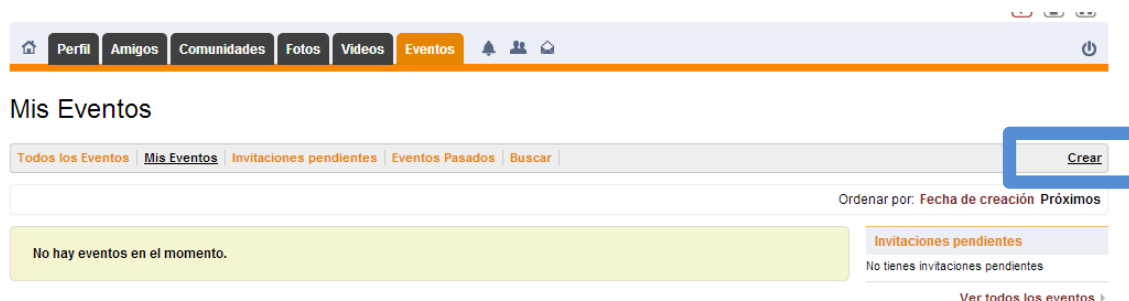 Perfil Amigos Comunidades Fotos Videos Eventos
Mis Eventos
Todos los Eventos Mis Eventos Invitaciones pendientes Eventos Pasados Buscar Crear
Ordenar por: Fecha de creación Próximos
No hay eventos en el momento.
Invitaciones pendientes
No tienes invitaciones pendientes
Ver todos los eventos